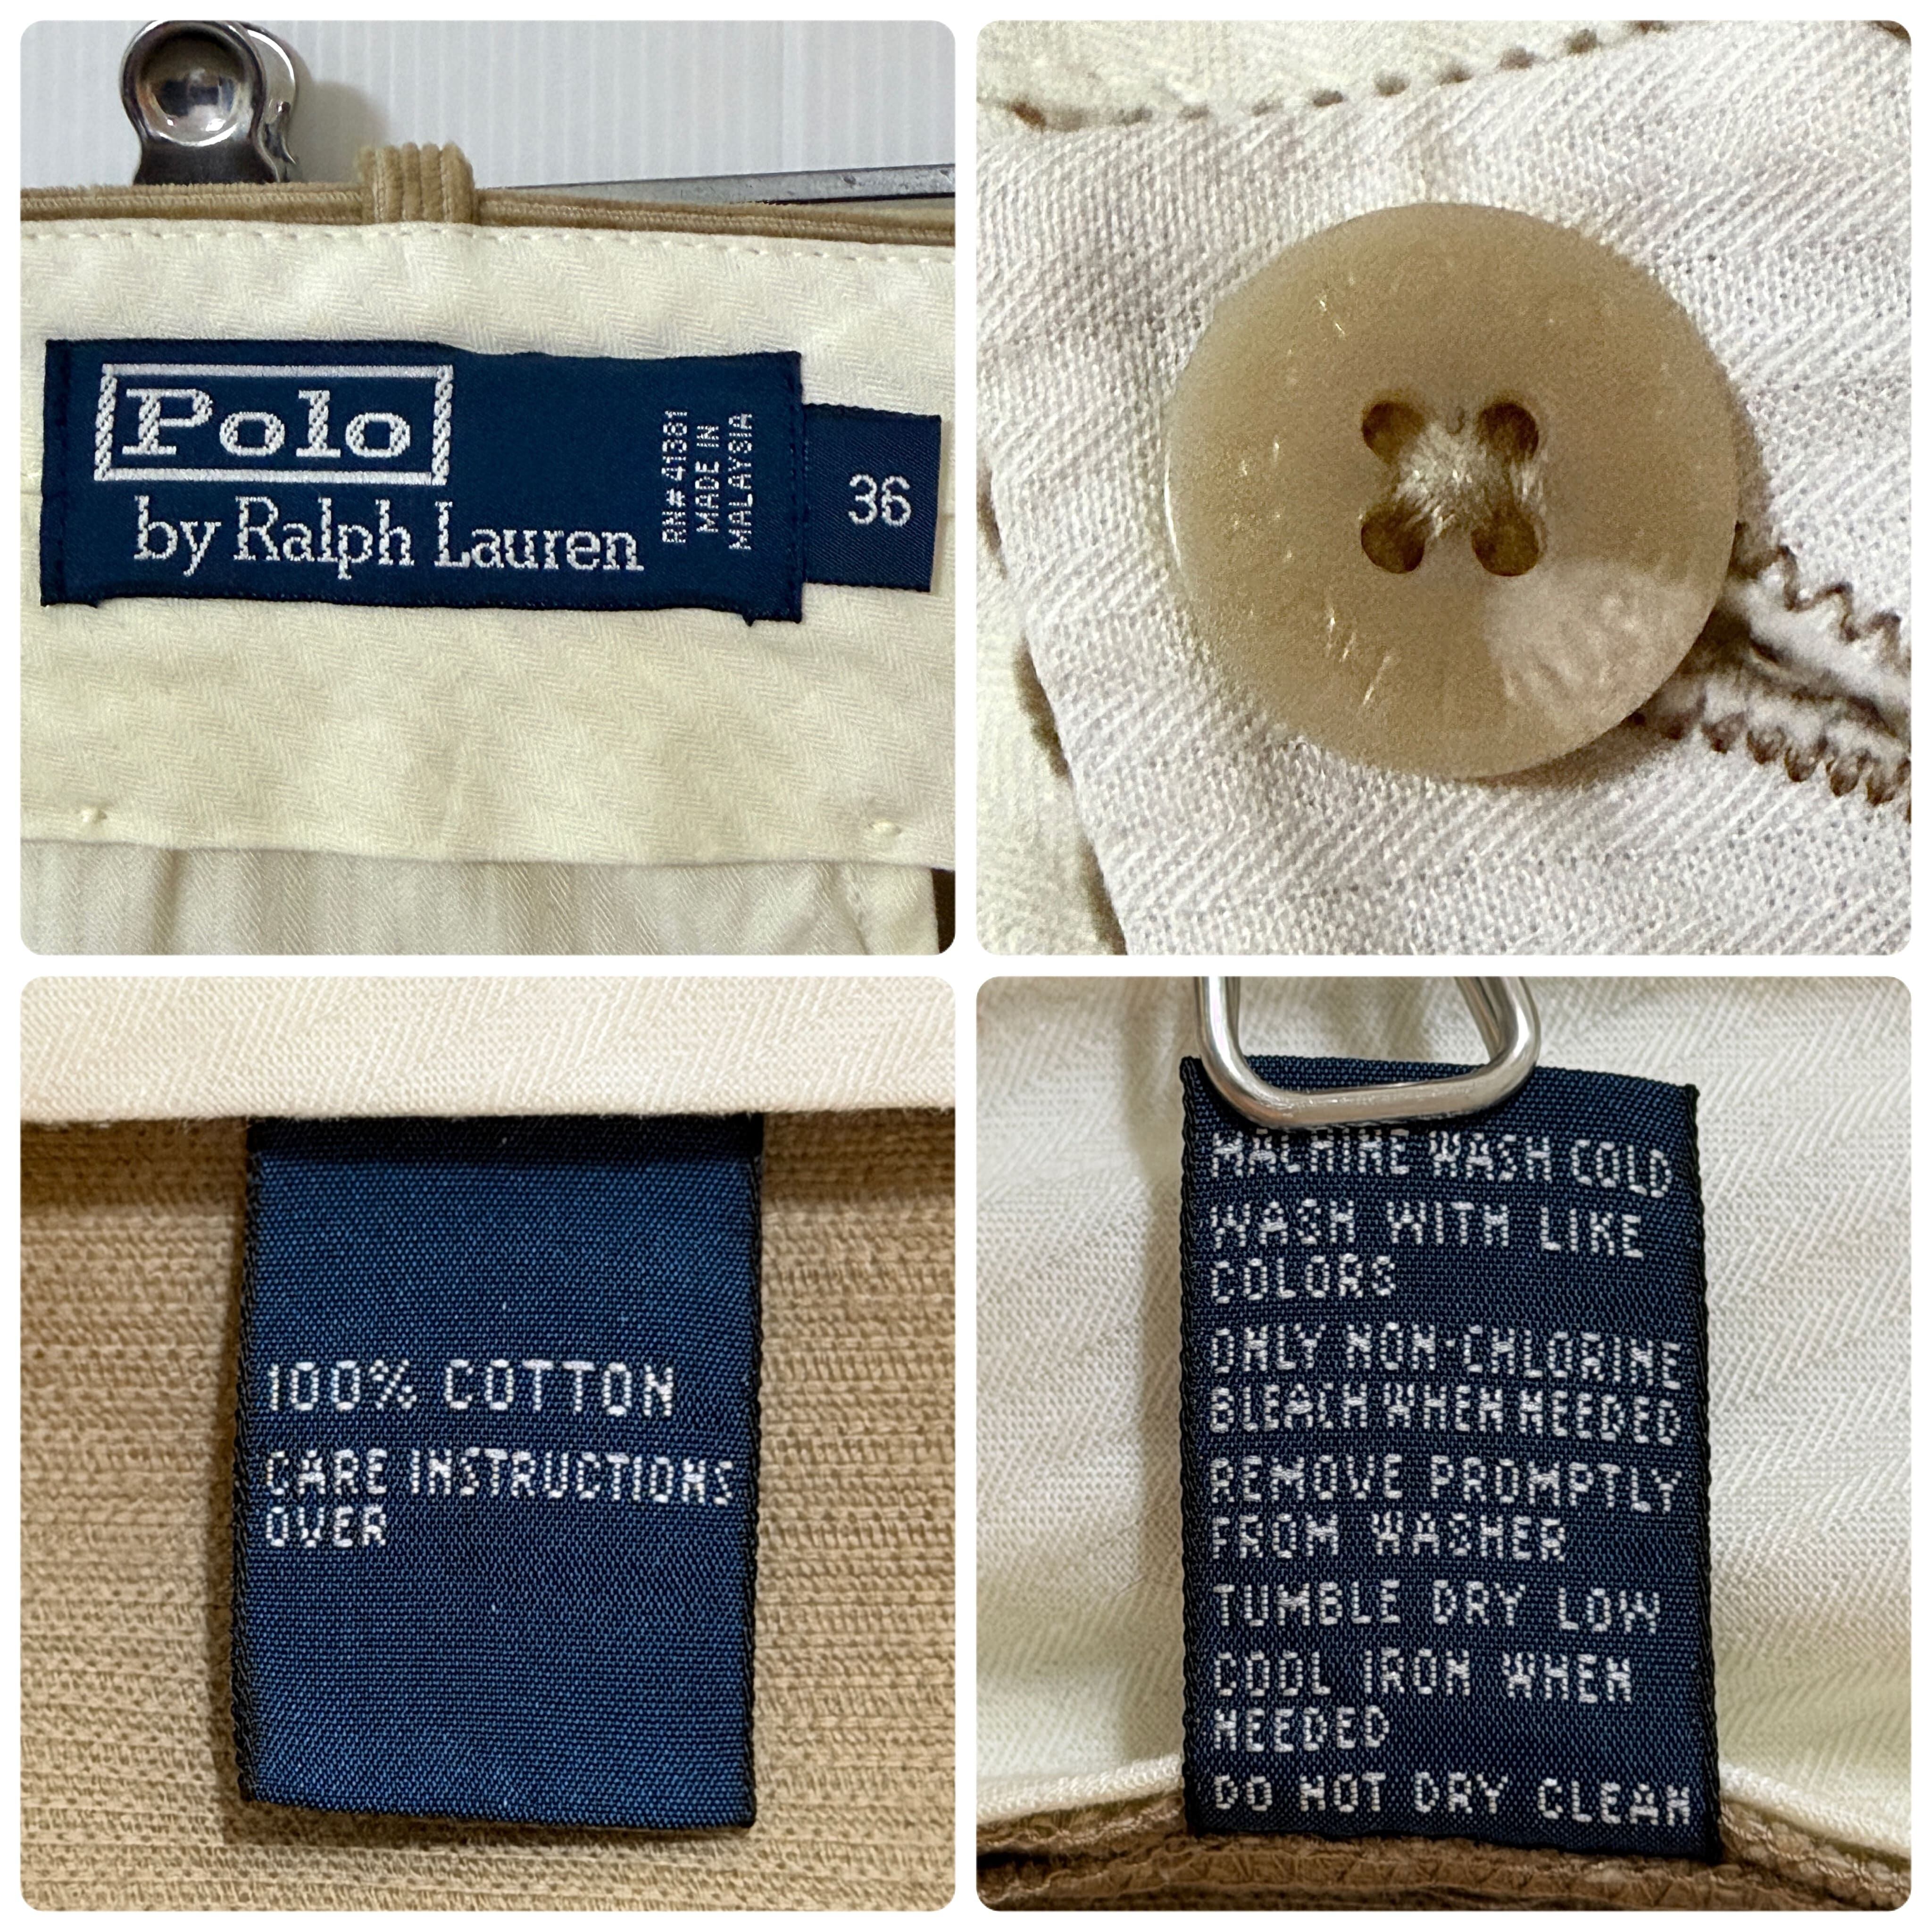 Polo
by Ralph Lauren
RN# 41381
MADE IN
MALAYSIA
36
100% COTTON
CARE INSTRUCTIONS
OVER
MACHINE WASH COLD
WASH WITH LIKE
COLORS
ONLY NON-CHLORINE
BLEACH WHEN NEEDED
REMOVE PROMPTLY
FROM WASHER
TUMBLE DRY LOW
COOL IRON WHEN
NEEDED
DO NOT DRY CLEAN